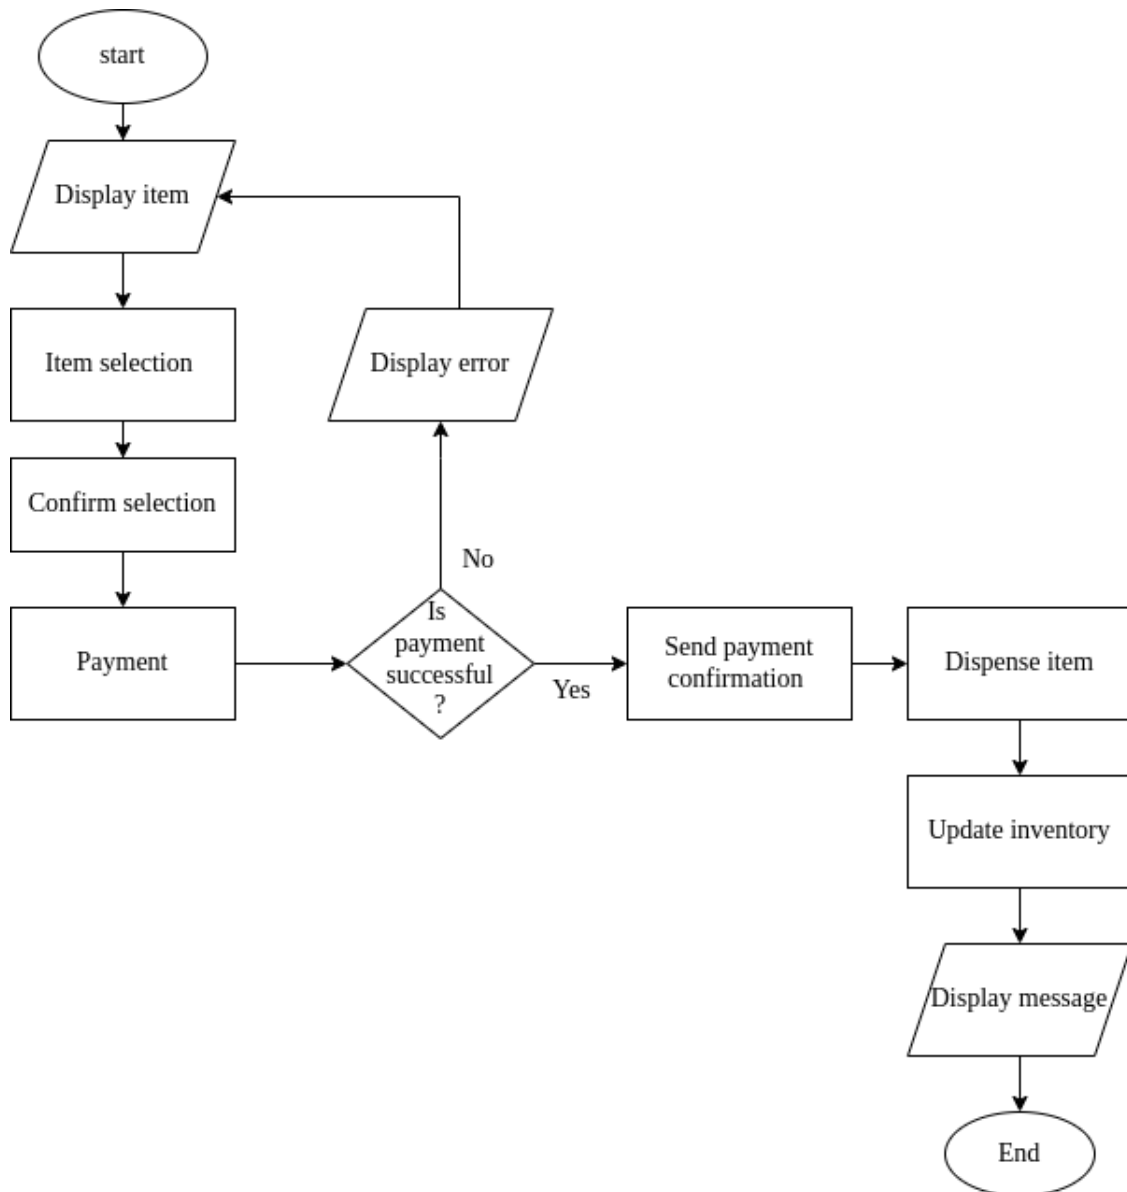 start
Display item
Item selection
Display error
Confirm selection
No
Payment
Is
payment
successful
?
Yes
Send payment
confirmation
Dispense item
Update inventory
Display message
End